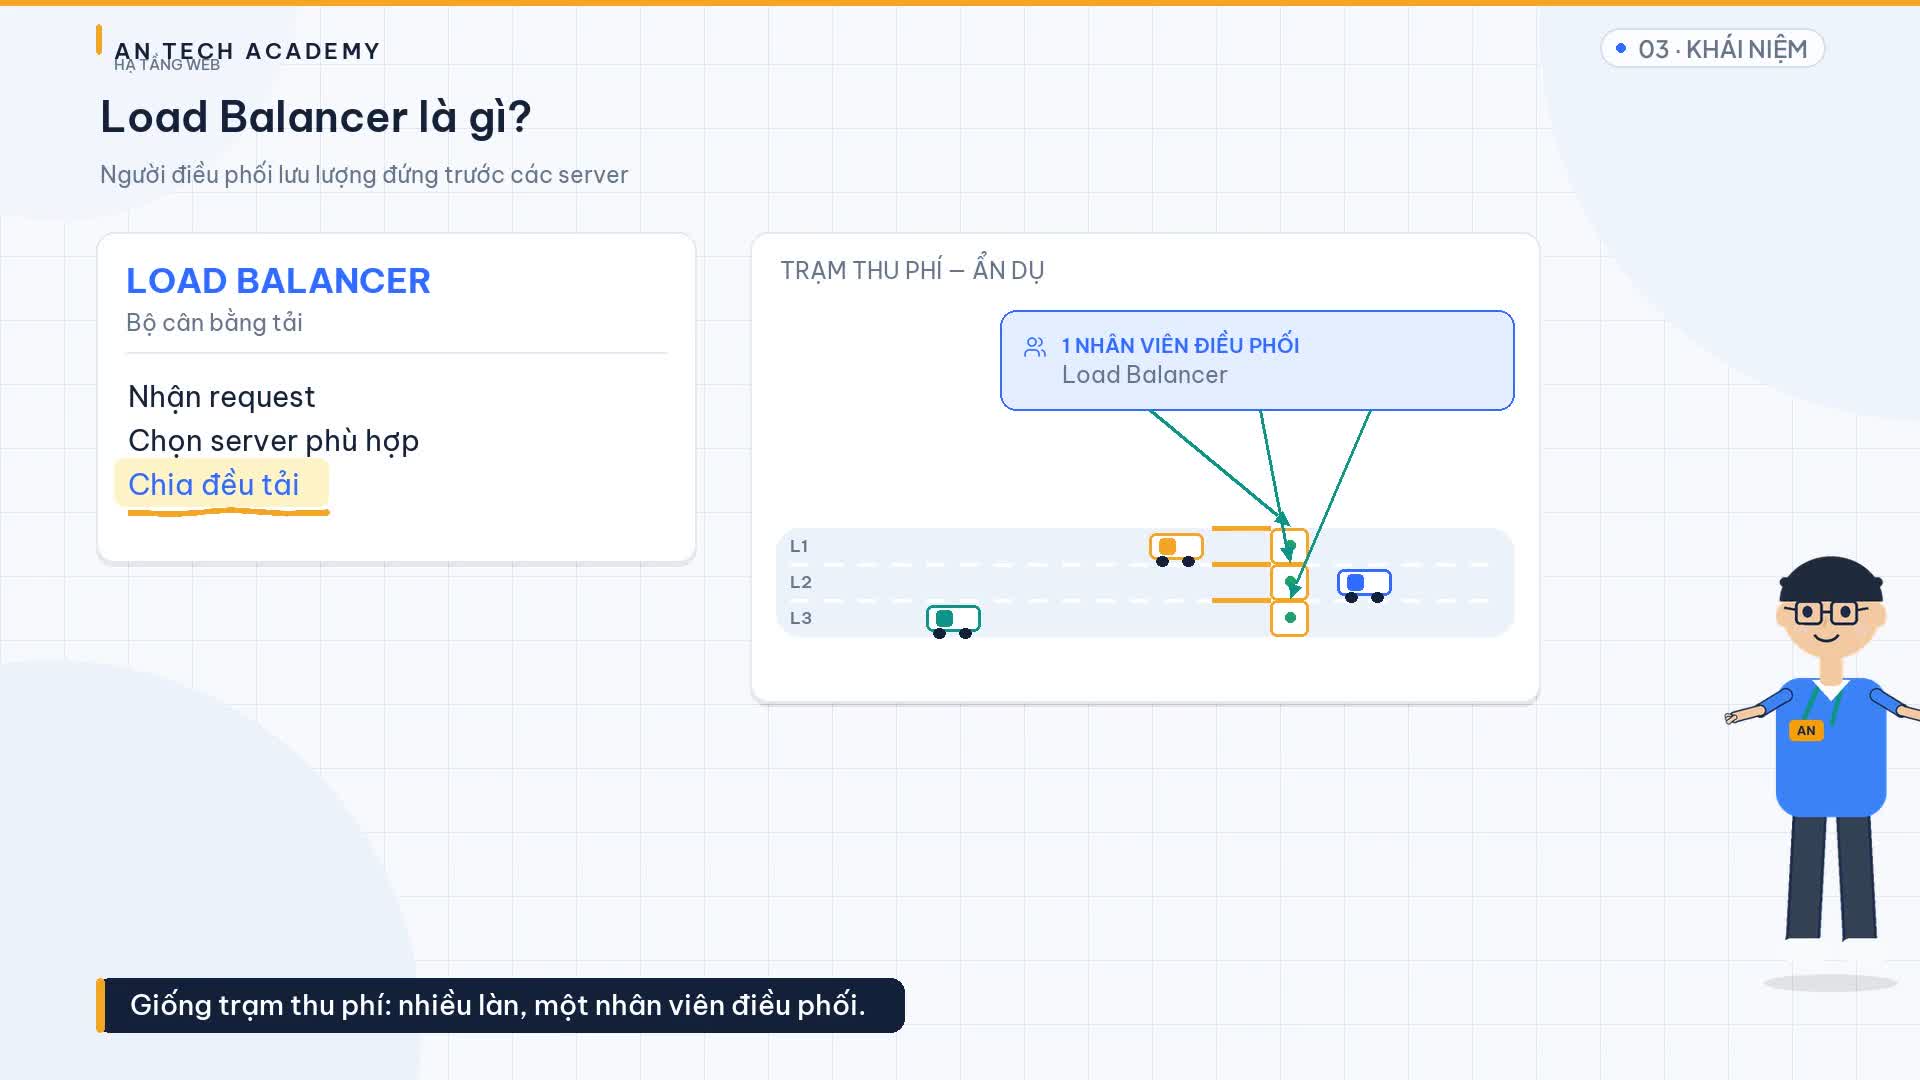 AN TECH ACADEMY
HẠ TẦNG WEB
03 · KHÁI NIỆM
Load Balancer là gì?
Người điều phối lưu lượng đứng trước các server
LOAD BALANCER
Bộ cân bằng tải
Nhận request
Chọn server phù hợp
Chia đều tải
TRẠM THU PHÍ — ẨN DỤ
1 NHÂN VIÊN ĐIỀU PHỐI
Load Balancer
L1
L2
L3
AN
Giống trạm thu phí: nhiều làn, một nhân viên điều phối.